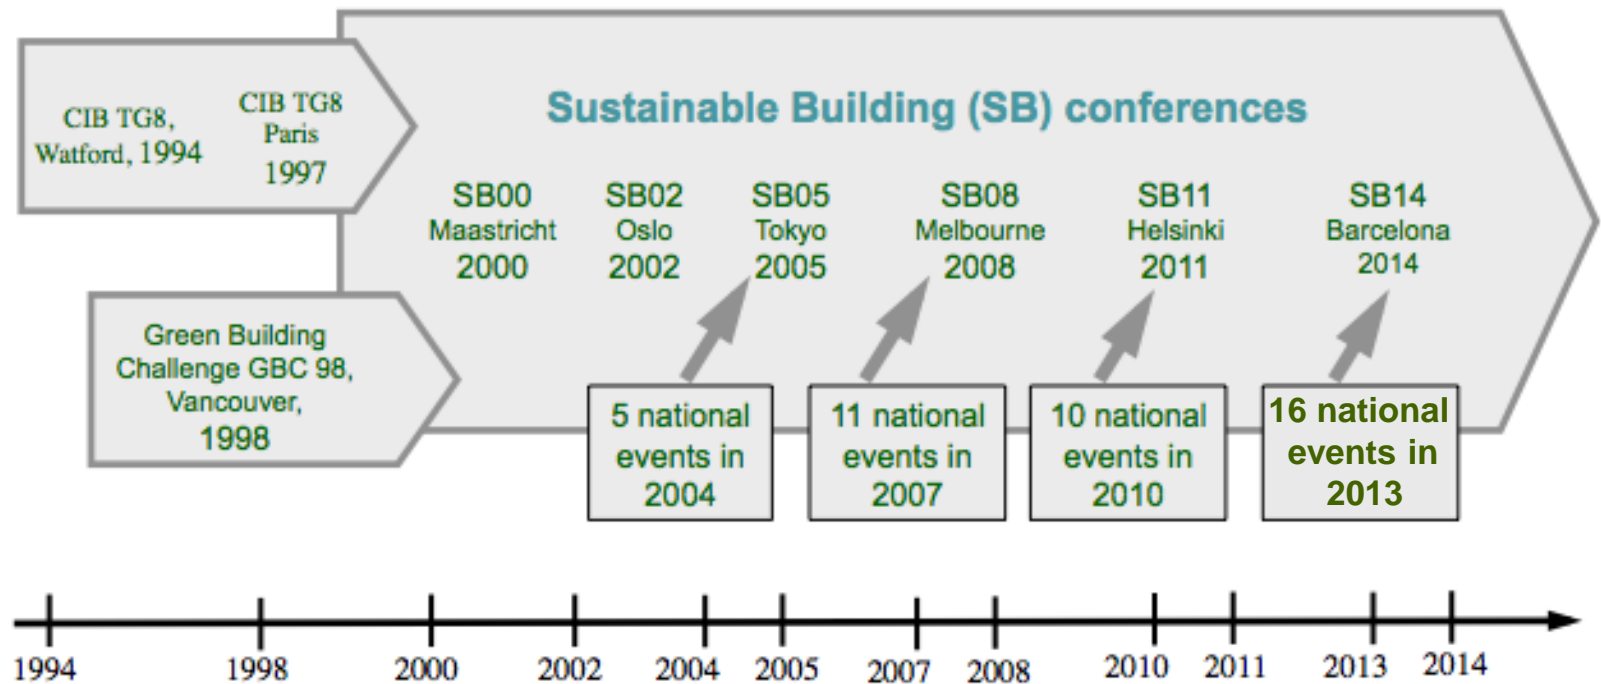 Sustainable Building (SB) conferences
CIB TG8,
Watford, 1994
CIB TG8
Paris
1997
SB00
Maastricht
2000
SB02
Oslo
2002
SB05
Tokyo
2005
SB08
Melbourne
2008
SB11
Helsinki
2011
SB14
Barcelona
2014
Green Building
Challenge GBC 98,
Vancouver,
1998
5 national
events in
2004
11 national
events in
2007
10 national
events in
2010
16 national
events in
2013
1994 1998 2000 2002 2004 2005 2007 2008 2010 2011 2013 2014